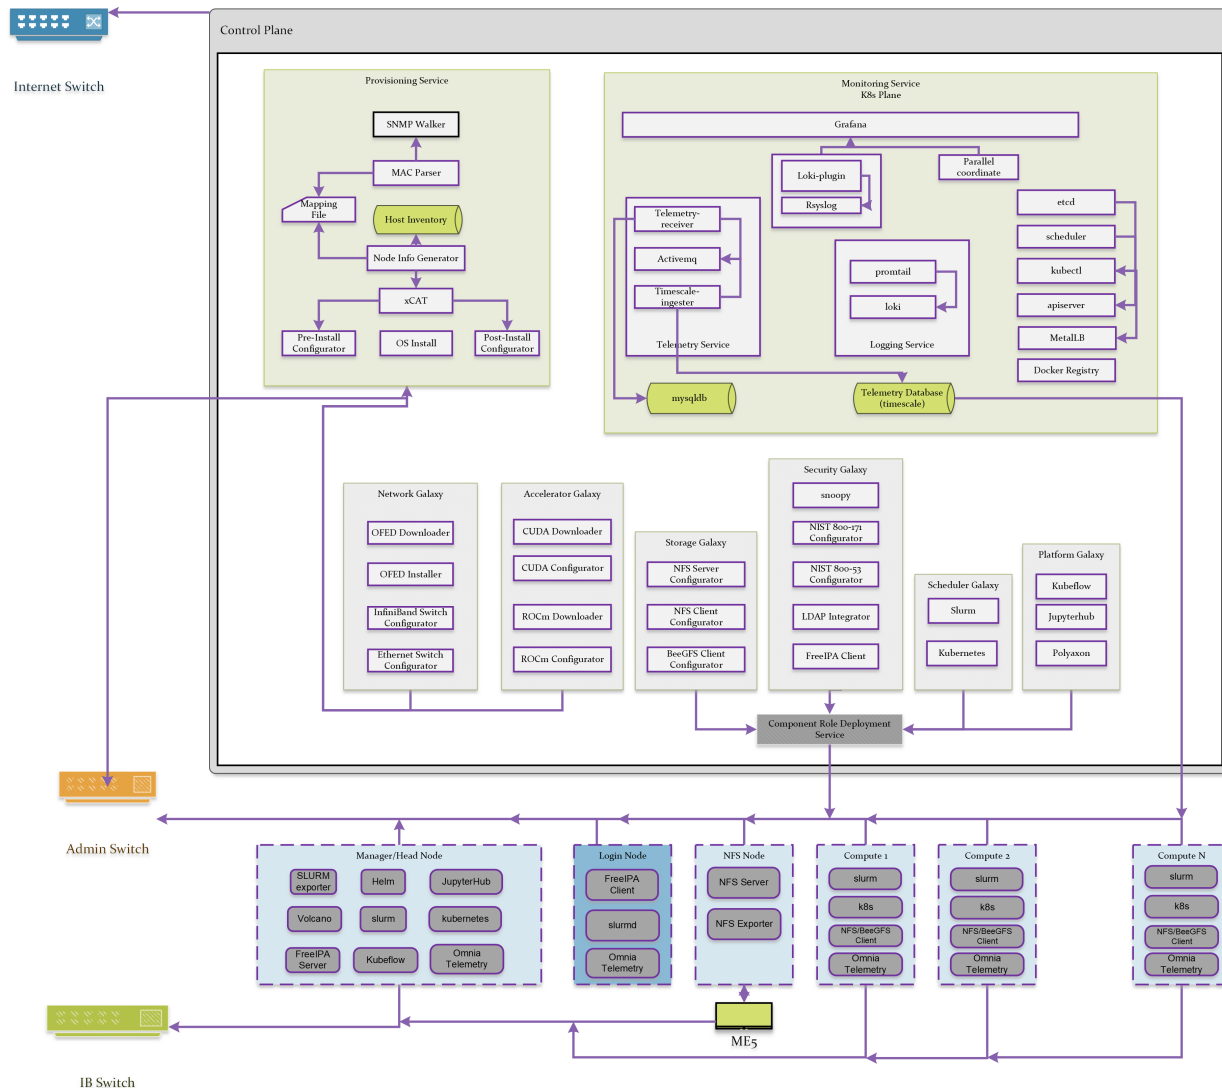 Control Plane
Internet Switch
Provisioning Service
SNMP Walker
MAC Parser
Mapping
File
Host Inventory
Node Info Generator
xCAT
Pre-Install
Configurator
OS Install
Post-Install
Configurator
Monitoring Service
K8s Plane
Grafana
Loki-plugin
Rsyslog
Parallel
coordinate
Telemetry-
receiver
Activemq
Timescale-
ingester
Telemetry Service
promtail
loki
Logging Service
etcd
scheduler
kubectl
apiserver
MetalLB
Docker Registry
mysqldb
Telemetry Database
(timescale)
Network Galaxy
OFED Downloader
OFED Installer
InfiniBand Switch
Configurator
Ethernet Switch
Configurator
Accelerator Galaxy
CUDA Downloader
CUDA Configurator
ROCm Downloader
ROCm Configurator
Storage Galaxy
NFS Server
Configurator
NFS Client
Configurator
BeeGFS Client
Configurator
Security Galaxy
snoopy
NIST 800-171
Configurator
NIST 800-53
Configurator
LDAP Integrator
FreeIPA Client
Scheduler Galaxy
Slurm
Kubernetes
Platform Galaxy
Kubeflow
Jupyterhub
Polyaxon
Component Role Deployment
Service
Admin Switch
Manager/Head Node
SLURM
exporter
Helm
JupyterHub
Volcano
slurm
kubernetes
FreeIPA
Server
Kubeflow
Omnia
Telemetry
Login Node
FreeIPA
Client
slurmd
Omnia
Telemetry
NFS Node
NFS Server
NFS Exporter
Compute 1
slurm
k8s
NFS/BeeGFS
Client
Omnia
Telemetry
Compute 2
slurm
k8s
NFS/BeeGFS
Client
Omnia
Telemetry
Compute N
slurm
k8s
NFS/BeeGFS
Client
Omnia
Telemetry
ME5
IB Switch